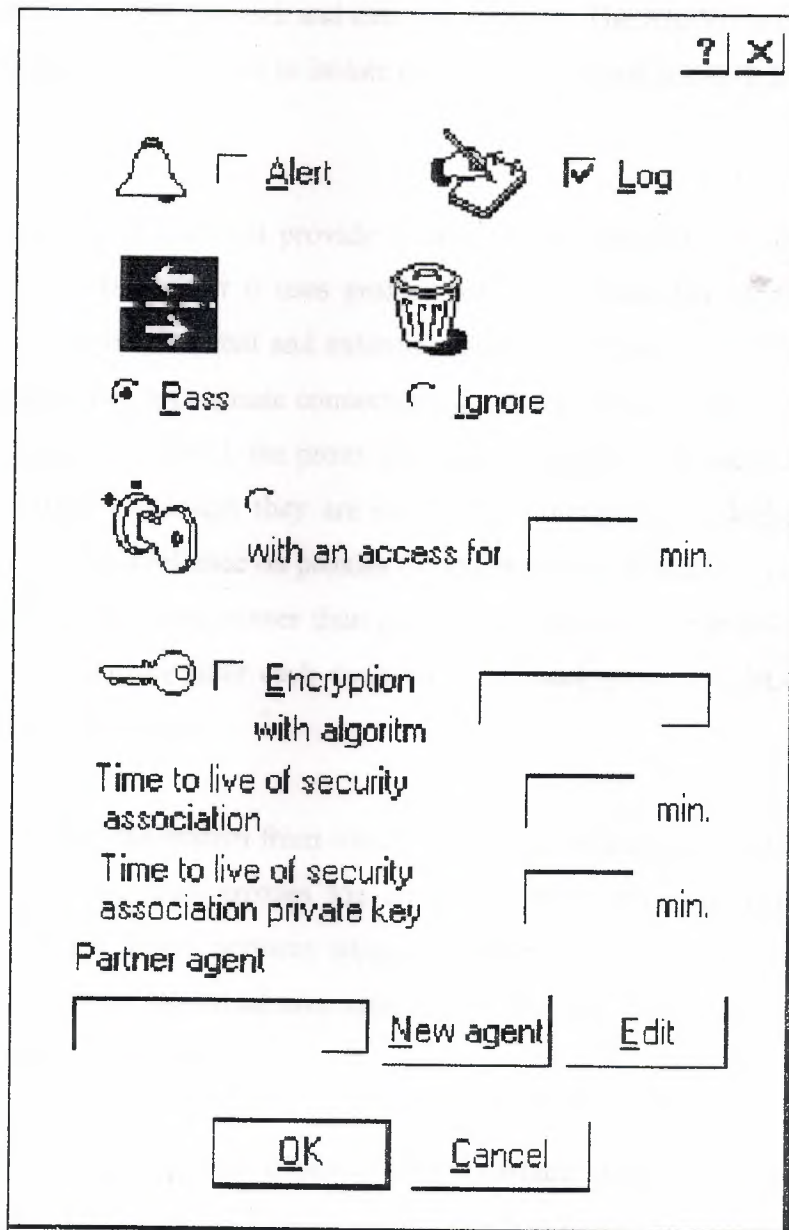 ? X
Alert Log
Pass Ignore
with an access for min.
Encryption
with algoritm
Time to live of security
association min.
Time to live of security
association private key min.
Partner agent
New agent Edit
OK Cancel